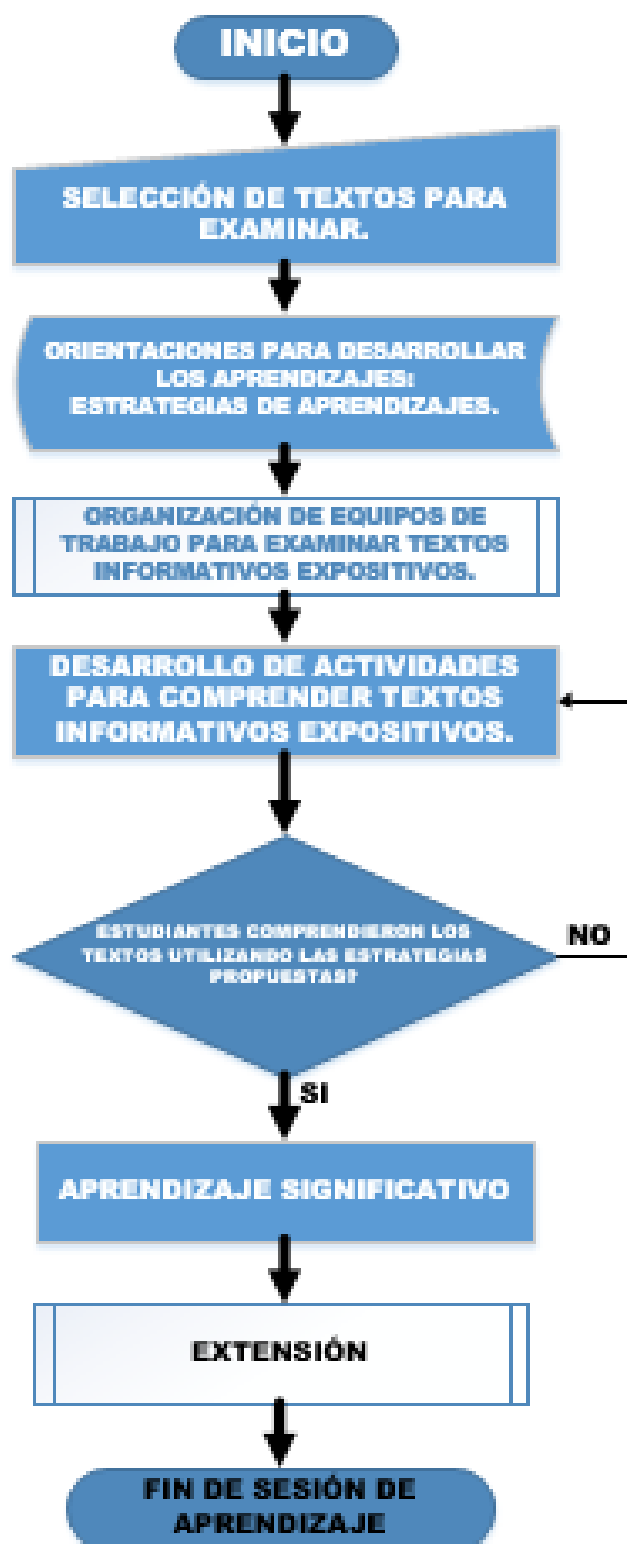 INICIO
SELECCIÓN DE TEXTOS PARA
EXAMINAR.
ORIENTACIONES PARA DESARROLLAR
LOS APRENDIZAJES:
ESTRATEGIAS DE APRENDIZAJES.
ORGANIZACIÓN DE EQUIPOS DE
TRABAJO PARA EXAMINAR TEXTOS
INFORMATIVOS EXPOSITIVOS.
DESARROLLO DE ACTIVIDADES
PARA COMPRENDER TEXTOS
INFORMATIVOS EXPOSITIVOS.
ESTUDIANTES COMPRENDIERON LOS
TEXTOS UTILIZANDO LAS ESTRATEGIAS
PROPUESTAS?
NO
SI
APRENDIZAJE SIGNIFICATIVO
EXTENSIÓN
FIN DE SESIÓN DE
APRENDIZAJE